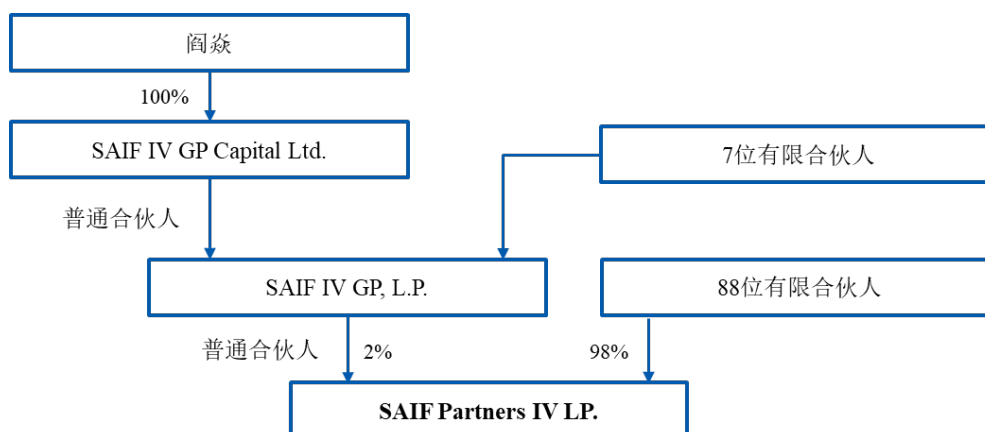 阎焱
100%
SAIF IV GP Capital Ltd.
7位有限合伙人
普通合伙人
SAIF IV GP, L.P.
88位有限合伙人
普通合伙人
2%
98%
SAIF Partners IV LP.